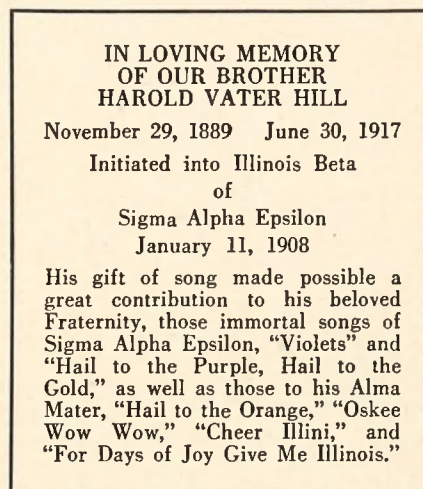 IN LOVING MEMORY
OF OUR BROTHER
HAROLD VATER HILL
November 29, 1889 June 30, 1917
Initiated into Illinois Beta
of
Sigma Alpha Epsilon
January 11, 1908
His gift of song made possible a
great contribution to his beloved
Fraternity, those immortal songs of
Sigma Alpha Epsilon, “Violets” and
“Hail to the Purple, Hail to the
Gold,” as well as those to his Alma
Mater, “Hail to the Orange,” “Oskee
Wow Wow,” “Cheer Illini,” and
“For Days of Joy Give Me Illinois.”